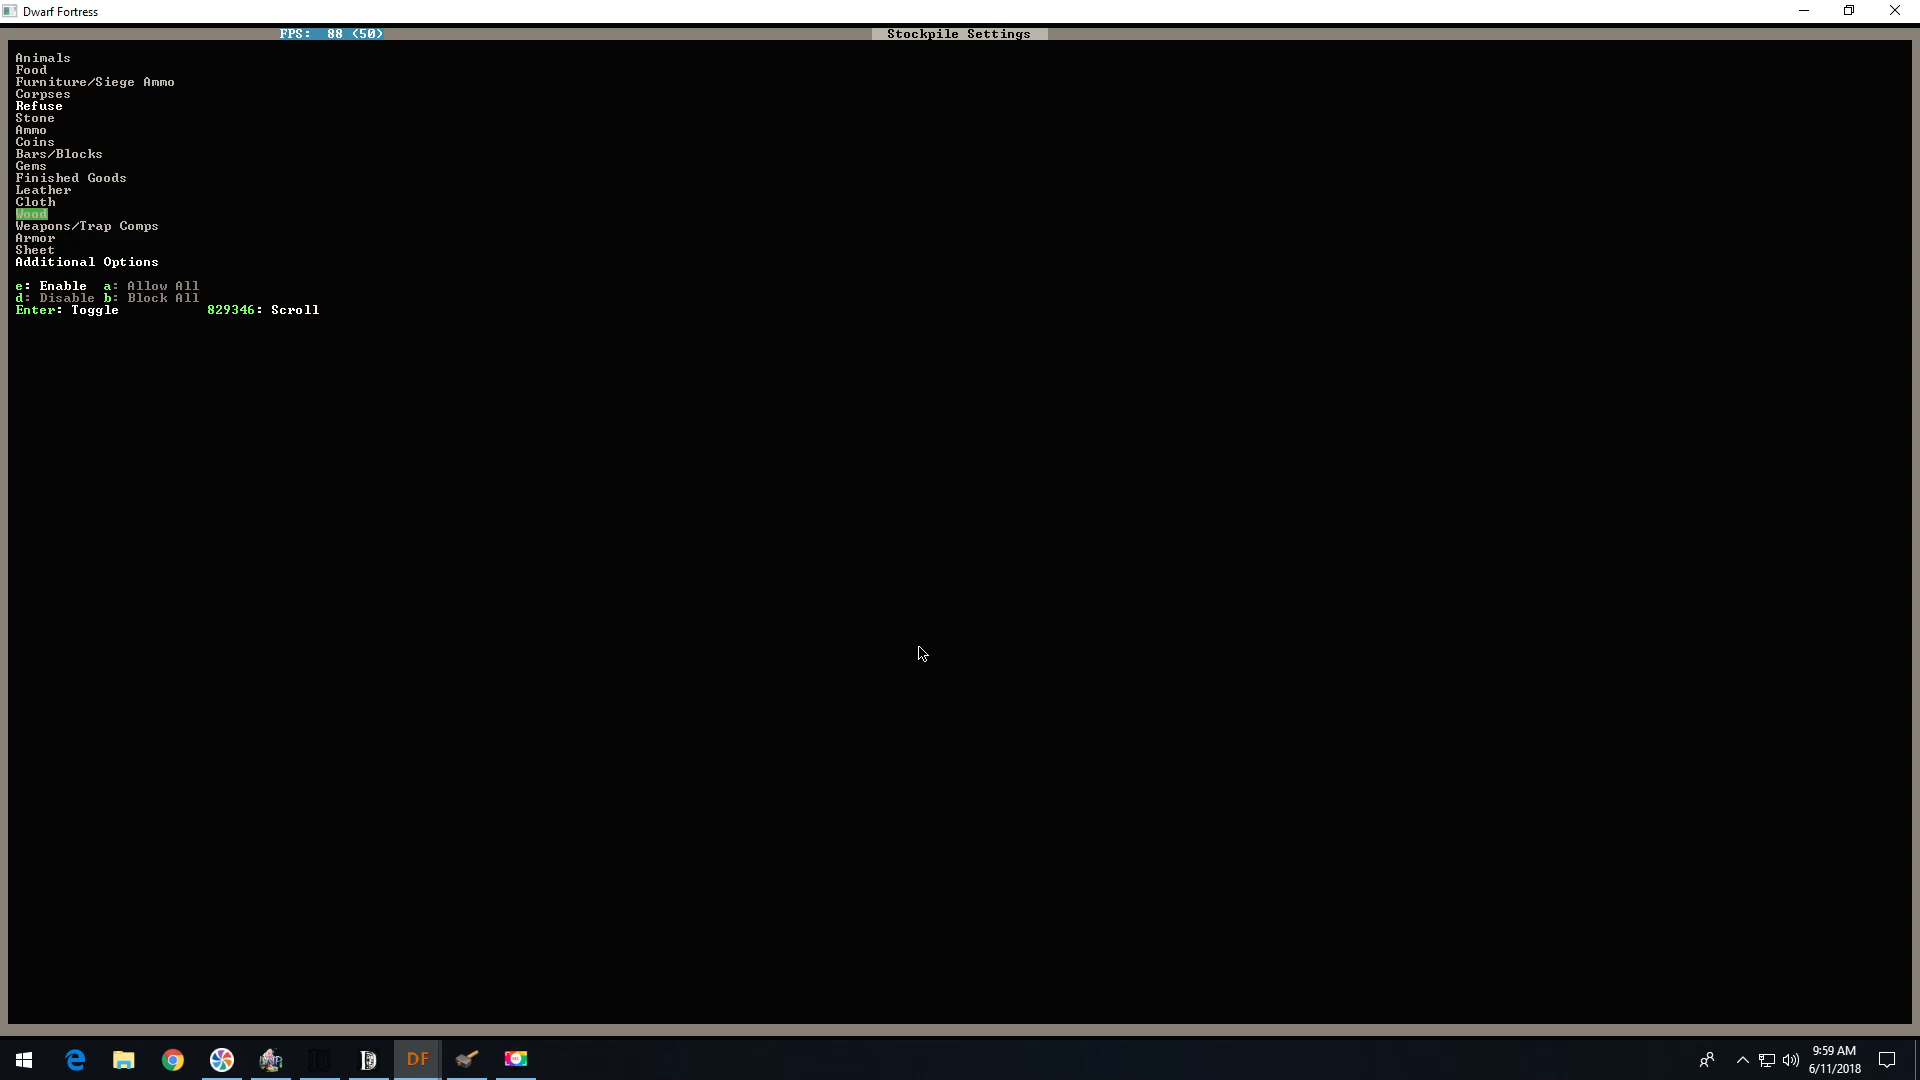 Dwarf Fortress
FPS: 88 (50)
Stockpile Settings
Animals
Food
Furniture/Siege Ammo
Corpses
Refuse
Stone
Ammo
Coins
Bars/Blocks
Gems
Finished Goods
Leather
Cloth
Wood
Weapons/Trap Comps
Armor
Sheet
Additional Options
e: Enable a: Allow All
d: Disable b: Block All
Enter: Toggle 829346: Scroll
DF
9:59 AM
6/11/2018